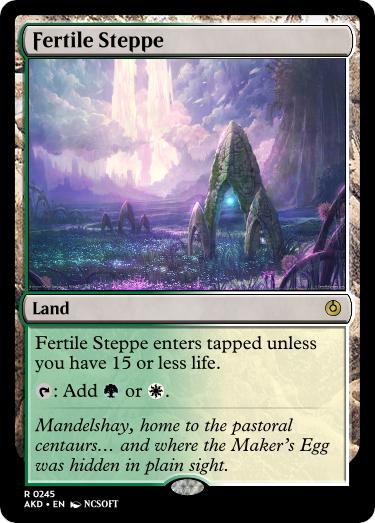 Fertile Steppe
Land
Fertile Steppe enters tapped unless
you have 15 or less life.
: Add or .
Mandelshay, home to the pastoral
centaurs… and where the Maker's Egg
was hidden in plain sight.
R 0245
AKD • EN NCSOFT